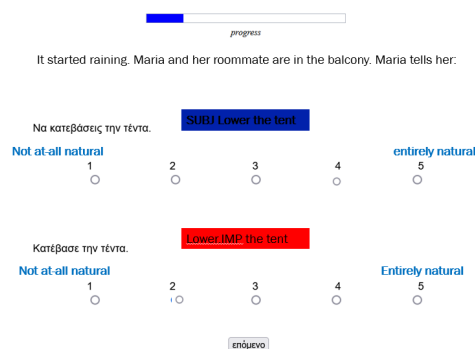 progress
It started raining. Maria and her roommate are in the balcony. Maria tells her:
SUBJ Lower the tent
Να κατεβάσεις την τέντα.
Not at-all natural entirely natural
1 2 3 4 5
Lower.IMP the tent
Κατέβασε την τέντα.
Not at-all natural Entirely natural
1 2 3 4 5
επόμενο